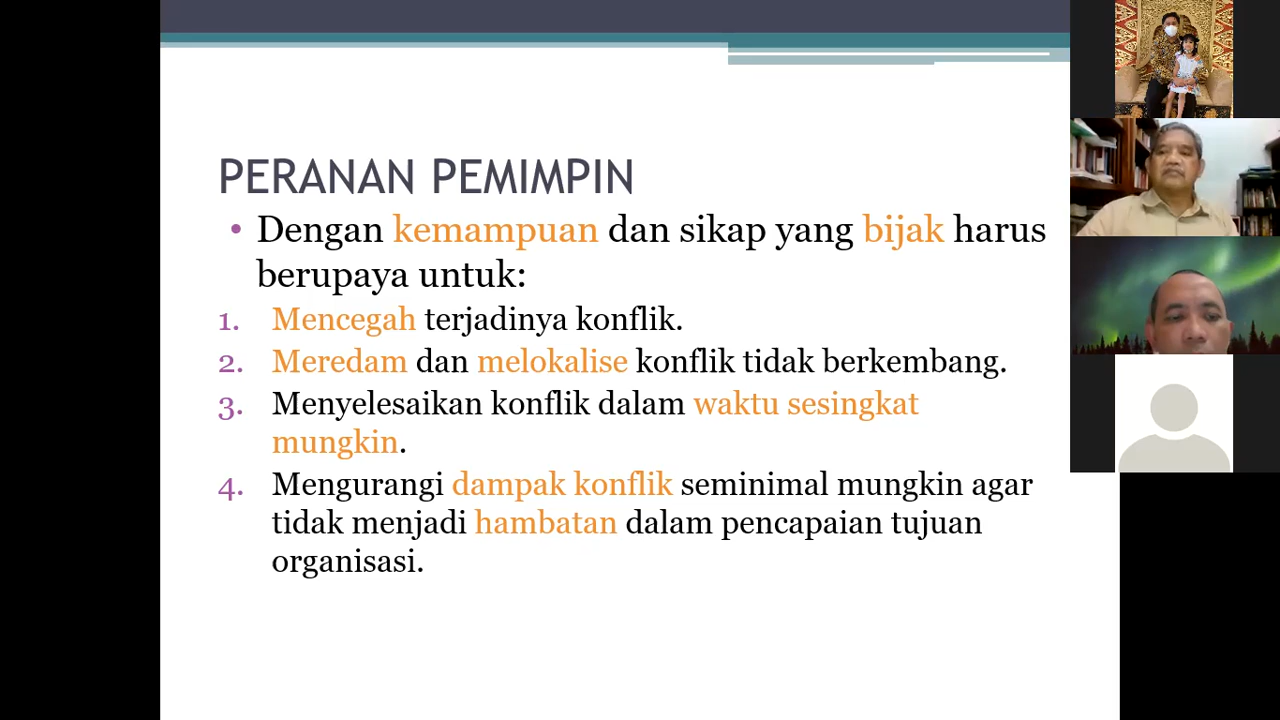 PERANAN PEMIMPIN
• Dengan kemampuan dan sikap yang bijak harus
berupaya untuk:
1. Mencegah terjadinya konflik.
2. Meredam dan melokalise konflik tidak berkembang.
3. Menyelesaikan konflik dalam waktu sesingkat
mungkin.
4. Mengurangi dampak konflik seminimal mungkin agar
tidak menjadi hambatan dalam pencapaian tujuan
organisasi.